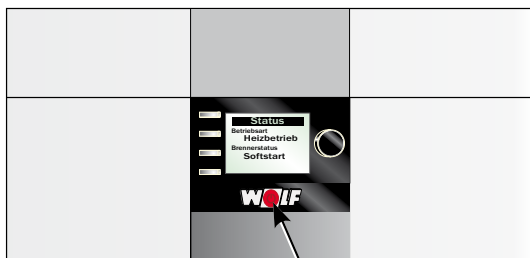 Status
Betriebsart
Heizbetrieb
Brennerstatus
Softstart
WOLF